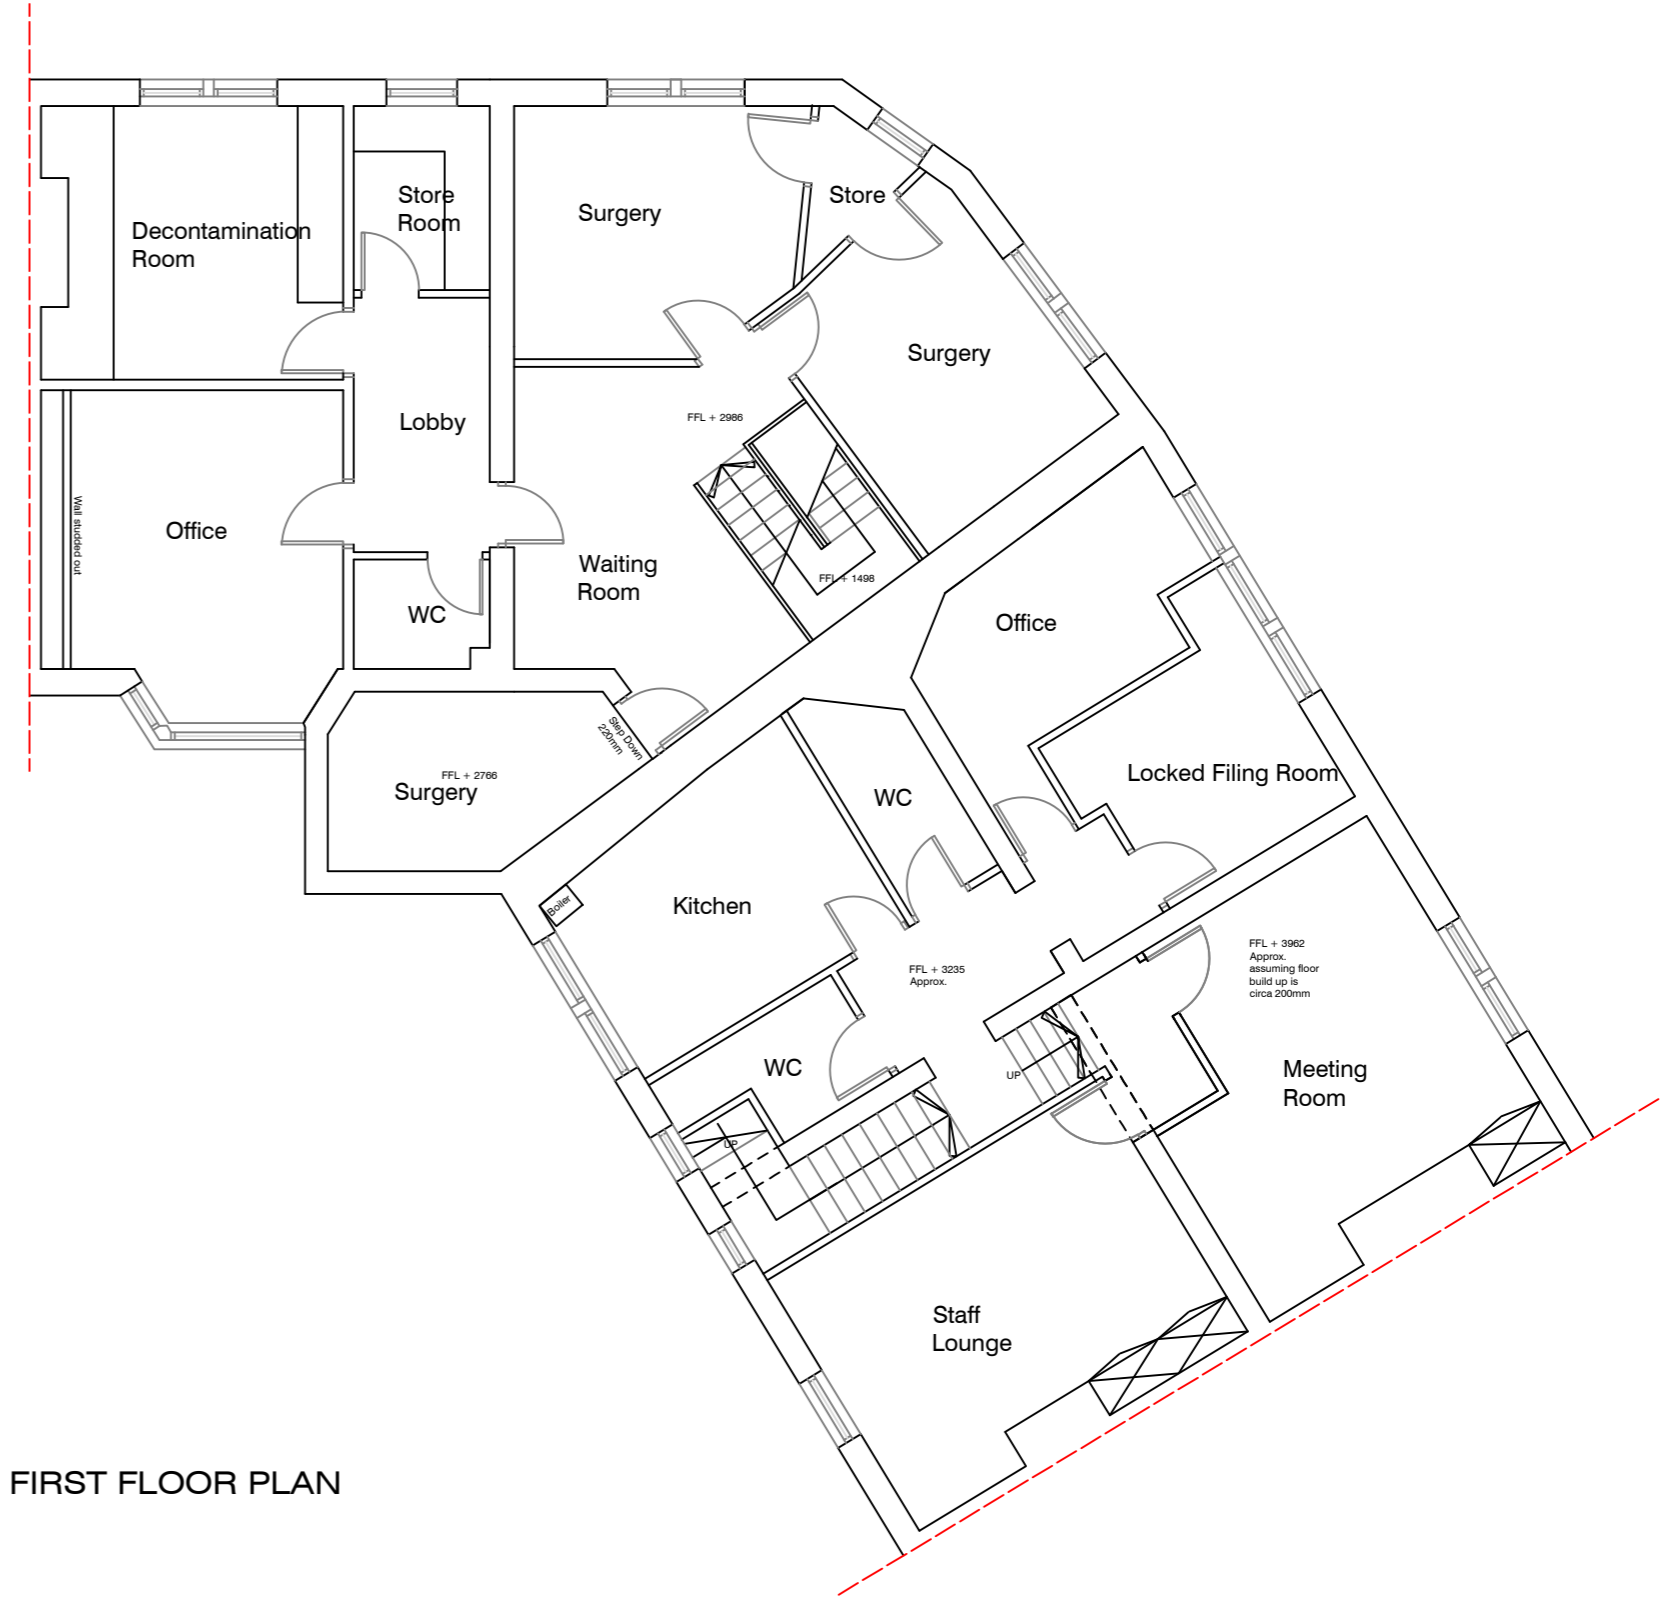 Decontamination
Room
Store
Room
Surgery
Store
Surgery
Lobby
FFL + 2986
Wall studded out
Office
Waiting
Room
FFL + 1498
WC
Office
Step Down
220mm
FFL + 2766
Surgery
WC
Locked Filing Room
Boiler
Kitchen
FFL + 3235
Approx.
FFL + 3962
Approx.
assuming floor
build up is
circa 200mm
WC
UP
Meeting
Room
UP
Staff
Lounge
FIRST FLOOR PLAN